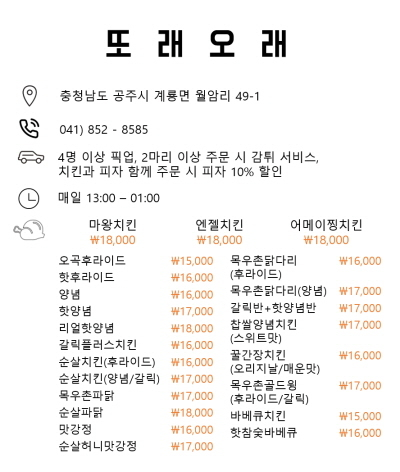 또래오래
충청남도 공주시 계룡면 월암리 49-1
041) 852 - 8585
4명 이상 픽업, 2마리 이상 주문 시 감튀 서비스,
치킨과 피자 함께 주문 시 피자 10% 할인
매일 13:00 – 01:00
마왕치킨 엔젤치킨 어메이찡치킨
₩18,000 ₩18,000 ₩18,000
오곡후라이드 ₩15,000
핫후라이드 ₩16,000
양념 ₩16,000
핫양념 ₩17,000
리얼핫양념 ₩18,000
갈릭플러스치킨 ₩16,000
순살치킨(후라이드) ₩16,000
순살치킨(양념/갈릭) ₩17,000
목우촌파닭 ₩17,000
순살파닭 ₩18,000
맛강정 ₩16,000
순살허니맛강정 ₩17,000
목우촌닭다리 ₩16,000
(후라이드)
목우촌닭다리(양념) ₩17,000
갈릭반+핫양념반 ₩17,000
찹쌀양념치킨 ₩17,000
(스위트맛)
꿀간장치킨 ₩16,000
(오리지날/매운맛)
목우촌골드윙 ₩17,000
(후라이드/갈릭)
바베큐치킨 ₩15,000
핫참숯바베큐 ₩16,000